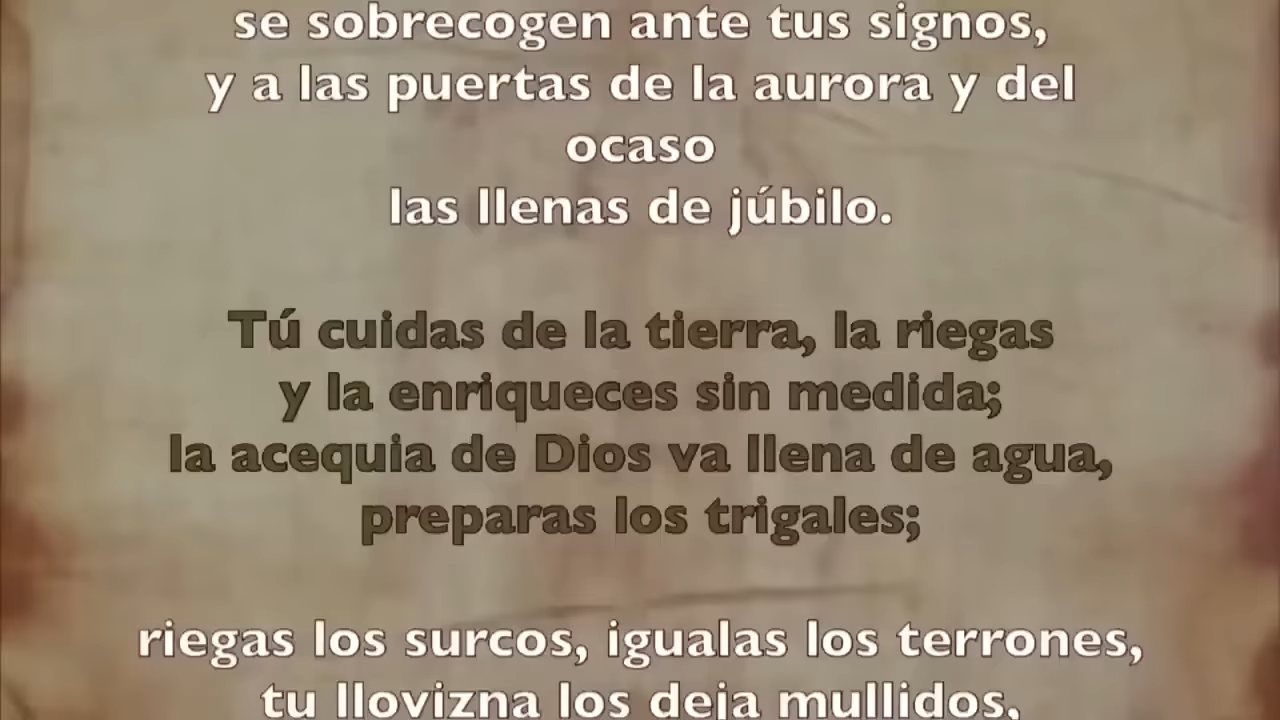 se sobrecogen ante tus signos,
y a las puertas de la aurora y del
ocaso
las llenas de júbilo.
Tú cuidas de la tierra, la riegas
y la enriqueces sin medida;
la acequia de Dios va llena de agua,
preparas los trigales;
riegas los surcos, igualas los terrones,
tu llovizna los deja mullidos,